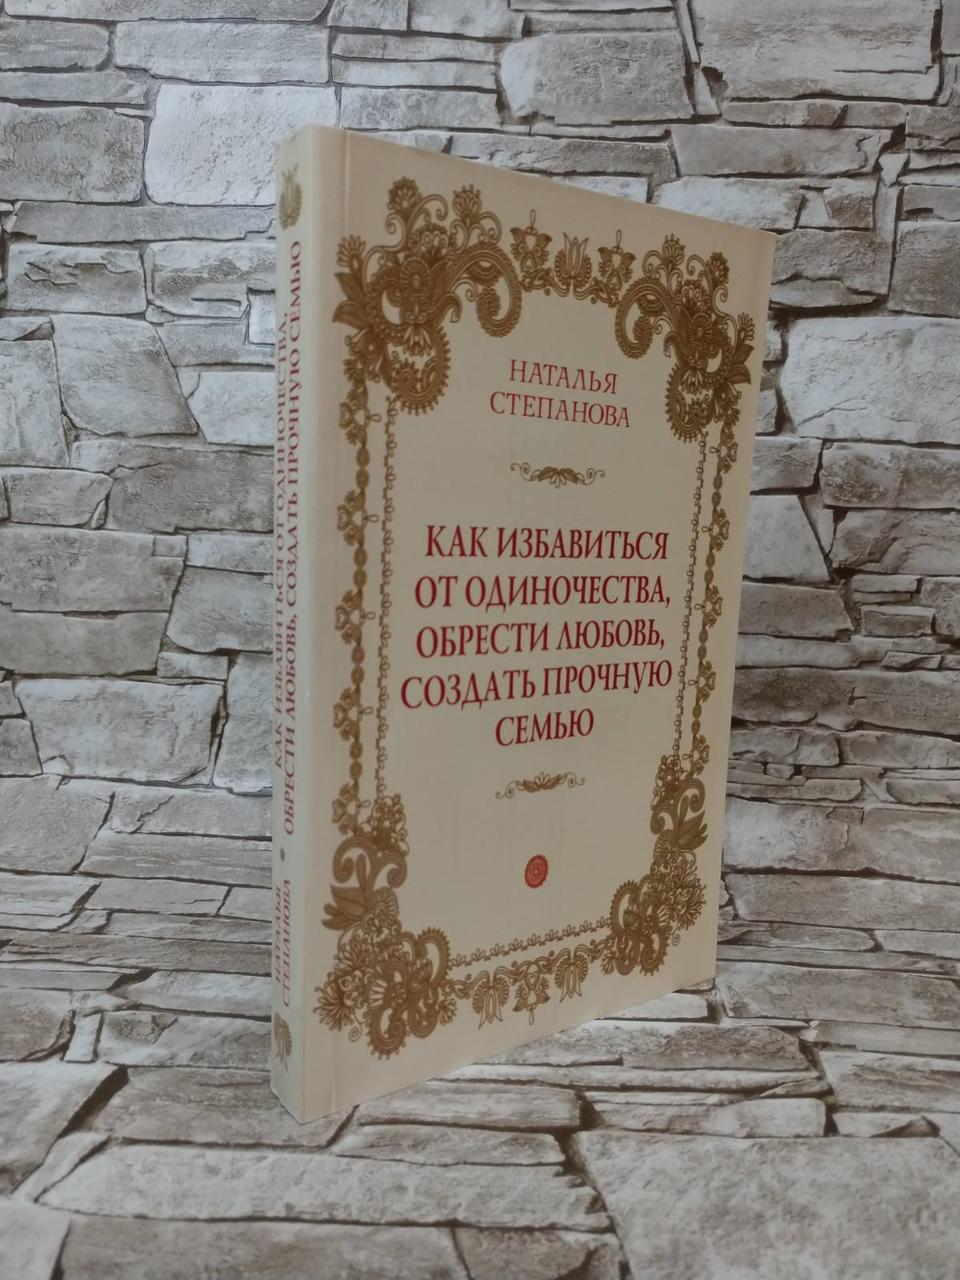 НАТАЛЬЯ
СТЕПАНОВА
КАК ИЗБАВИТЬСЯ
ОТ ОДИНОЧЕСТВА,
ОБРЕСТИ ЛЮБОВЬ,
СОЗДАТЬ ПРОЧНУЮ
СЕМЬЮ
НАТАЛЬЯ
СТЕПАНОВА
КАК ИЗБАВИТЬСЯ ОТ ОДИНОЧЕСТВА,
ОБРЕСТИ ЛЮБОВЬ, СОЗДАТЬ ПРОЧНУЮ СЕМЬЮ